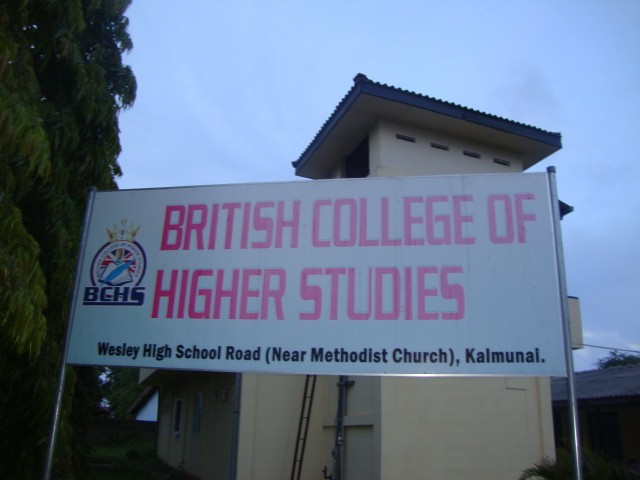 BRITISH COLLEGE OF
HIGHER STUDIES
BCHS
Wesley High School Road (Near Methodist Church), Kalmunai.